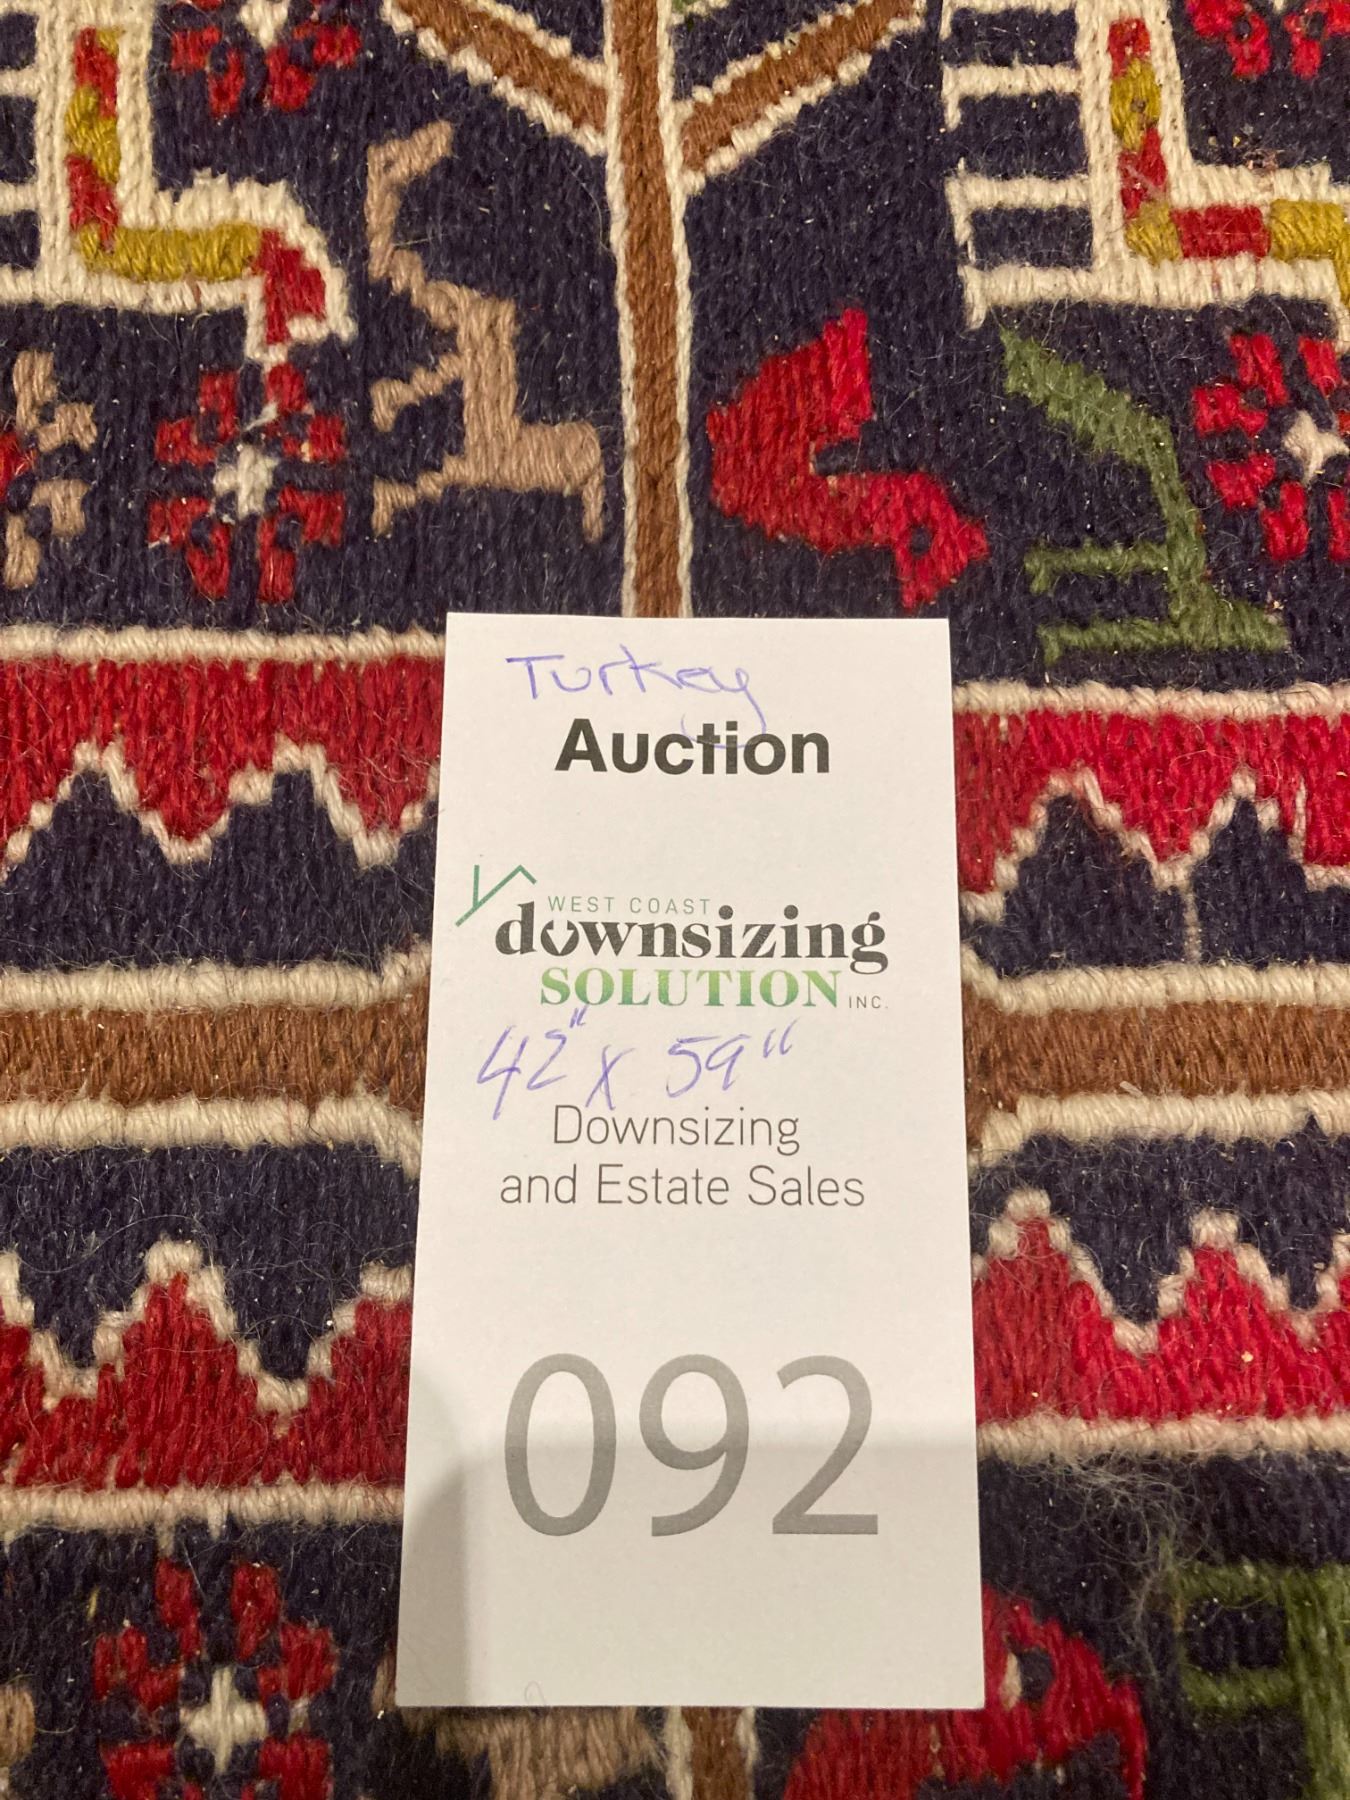 Turkey
Auction
WEST COAST
downsizing
SOLUTION INC.
42" x 59"
Downsizing
and Estate Sales
092